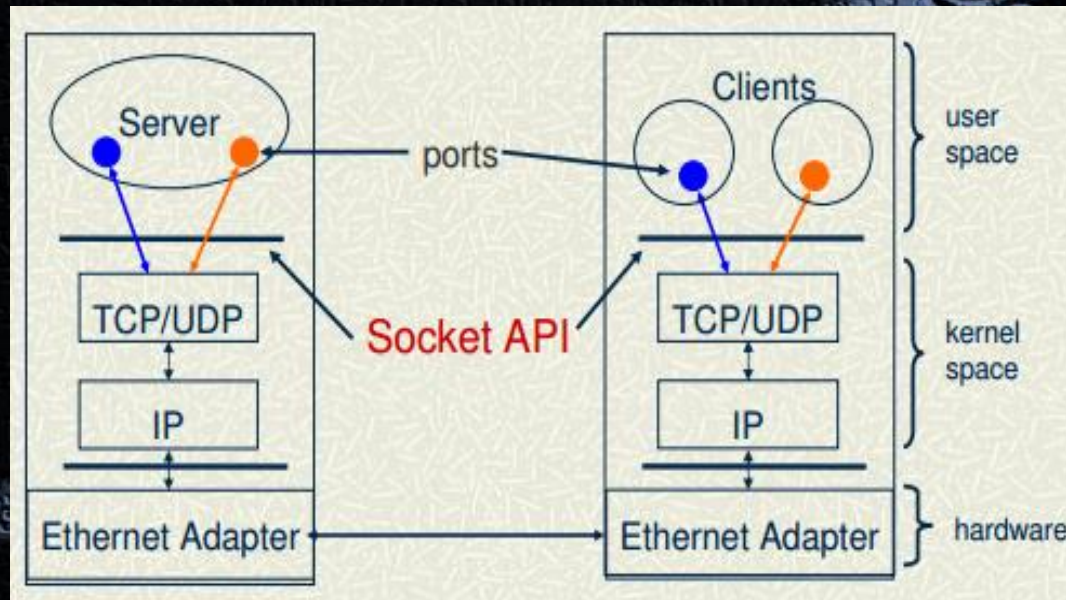 Server
ports
Clients
user
space
TCP/UDP
Socket API
TCP/UDP
kernel
space
IP
IP
Ethernet Adapter
Ethernet Adapter
hardware